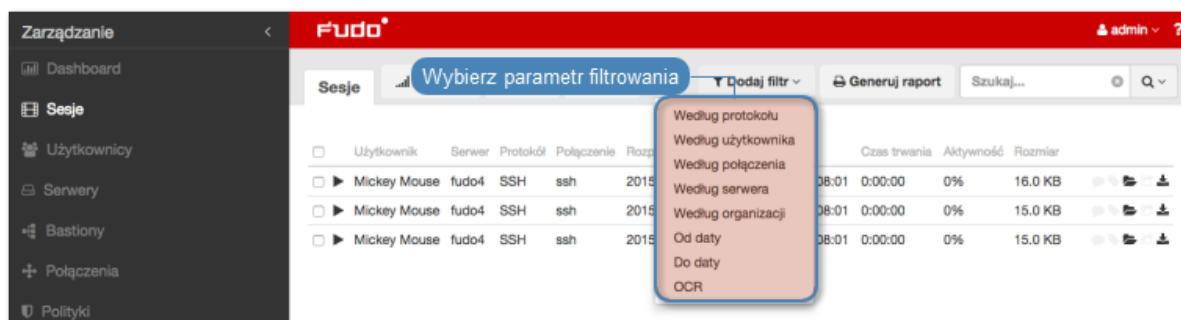 Zarządzanie
Fudo
admin
?
Dashboard
Sesje
Użytkownicy
Serwery
Bastiony
Połączenia
Polityki
Sesje
Wybierz parametr filtrowania
Dodaj filtr
Generuj raport
Szukaj...
Użytkownik Serwer Protokół Połączenie Rozp Czas trwania Aktywność Rozmiar
Mickey Mouse fudo4 SSH ssh 2015 08:01 0:00:00 0% 16.0 KB
Mickey Mouse fudo4 SSH ssh 2015 08:01 0:00:00 0% 15.0 KB
Mickey Mouse fudo4 SSH ssh 2015 08:01 0:00:00 0% 15.0 KB
Według protokołu
Według użytkownika
Według połączenia
Według serwera
Według organizacji
Od daty
Do daty
OCR